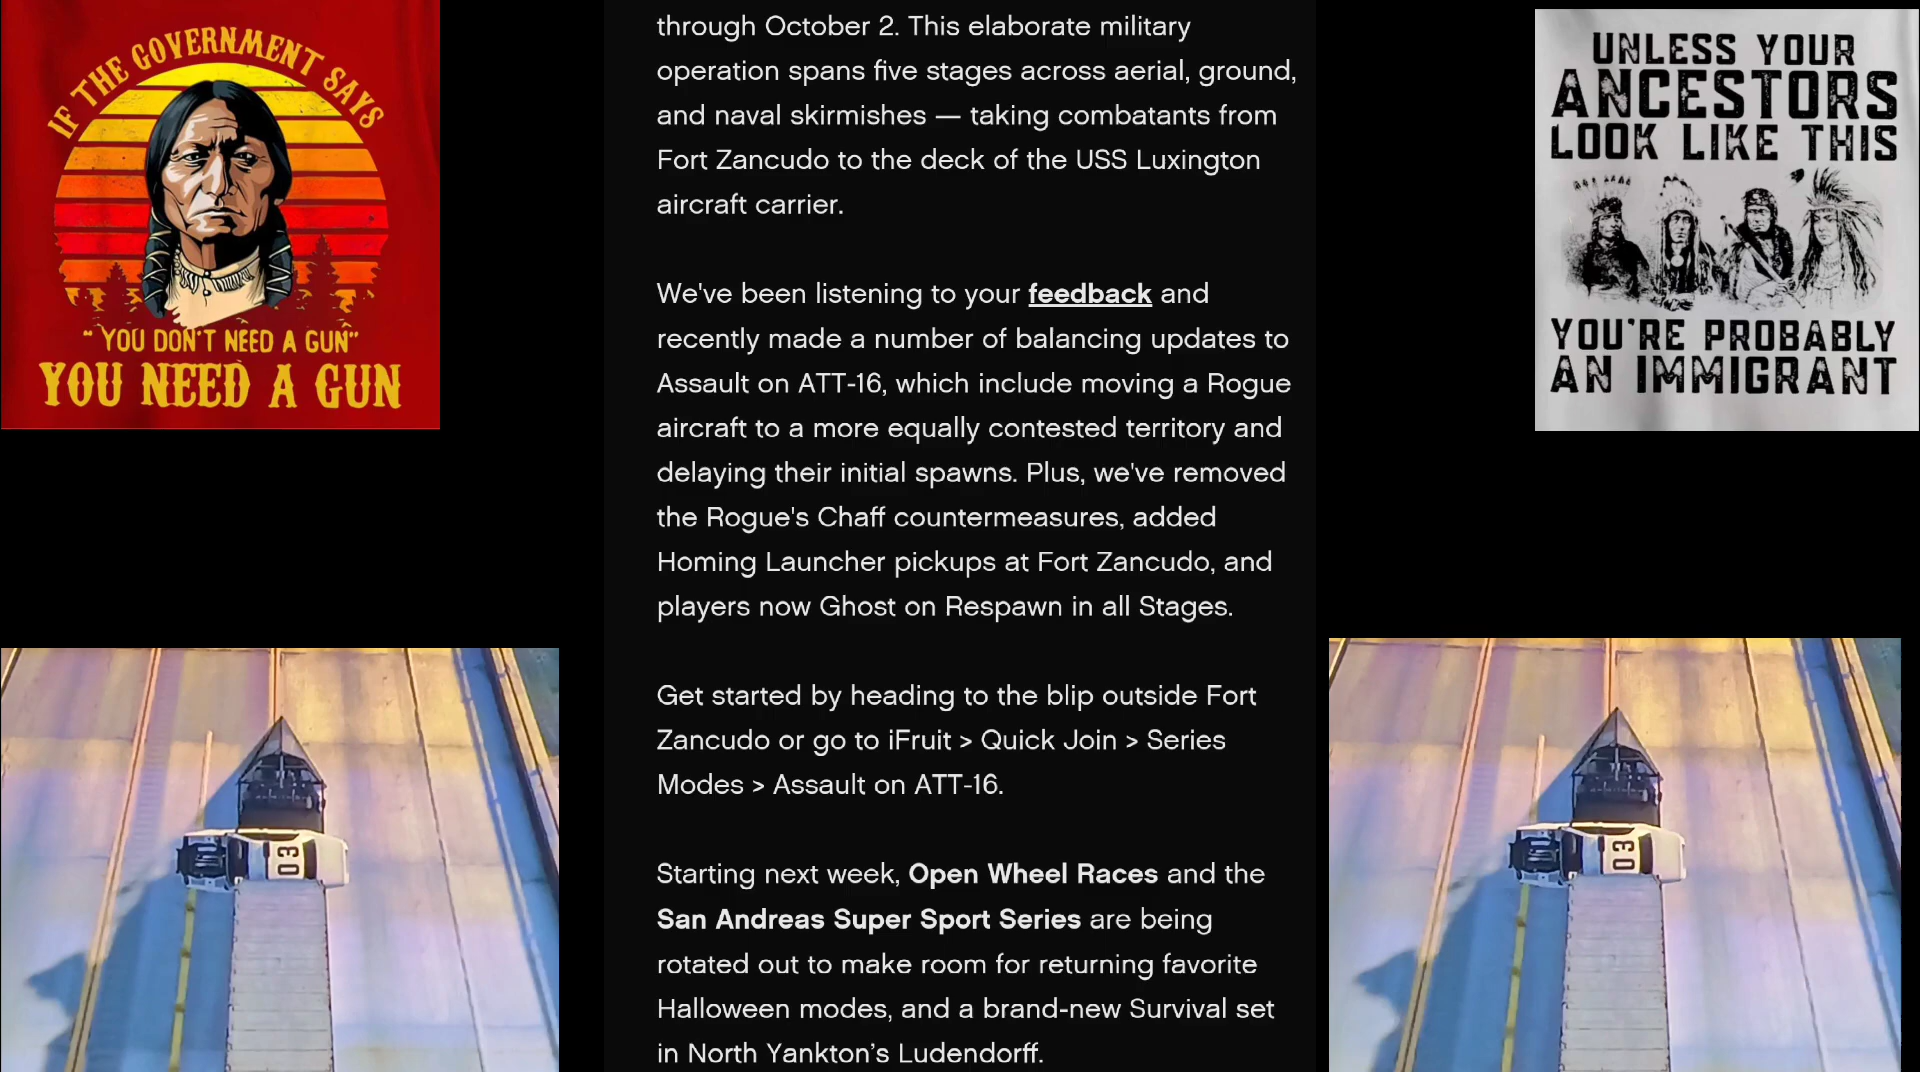 IF THE GOVERNMENT SAYS
“ YOU DON'T NEED A GUN”
YOU NEED A GUN
through October 2. This elaborate military
operation spans five stages across aerial, ground,
and naval skirmishes — taking combatants from
Fort Zancudo to the deck of the USS Luxington
aircraft carrier.
We've been listening to your feedback and
recently made a number of balancing updates to
Assault on ATT-16, which include moving a Rogue
aircraft to a more equally contested territory and
delaying their initial spawns. Plus, we've removed
the Rogue's Chaff countermeasures, added
Homing Launcher pickups at Fort Zancudo, and
players now Ghost on Respawn in all Stages.
Get started by heading to the blip outside Fort
Zancudo or go to iFruit > Quick Join > Series
Modes > Assault on ATT-16.
Starting next week, Open Wheel Races and the
San Andreas Super Sport Series are being
rotated out to make room for returning favorite
Halloween modes, and a brand-new Survival set
in North Yankton’s Ludendorff.
UNLESS YOUR
ANCESTORS
LOOK LIKE THIS
YOU'RE PROBABLY
AN IMMIGRANT
03
03